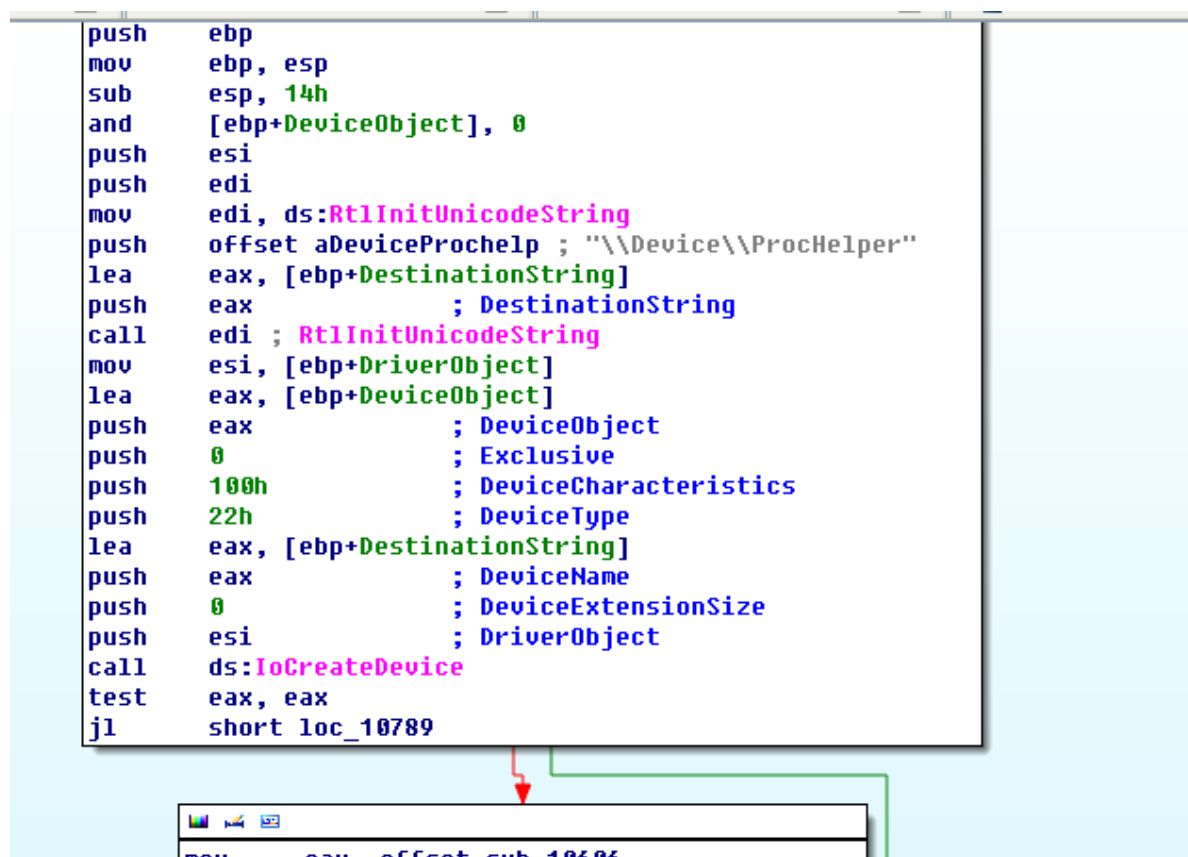 push ebp
mov ebp, esp
sub esp, 14h
and [ebp+DeviceObject], 0
push esi
push edi
mov edi, ds:RtlInitUnicodeString
push offset aDeviceProchelp ; "\\Device\\ProcHelper"
lea eax, [ebp+DestinationString]
push eax ; DestinationString
call edi ; RtlInitUnicodeString
mov esi, [ebp+DriverObject]
lea eax, [ebp+DeviceObject]
push eax ; DeviceObject
push 0 ; Exclusive
push 100h ; DeviceCharacteristics
push 22h ; DeviceType
lea eax, [ebp+DestinationString]
push eax ; DeviceName
push 0 ; DeviceExtensionSize
push esi ; DriverObject
call ds:IoCreateDevice
test eax, eax
jl short loc_10789
mov eax, offset sub_10606